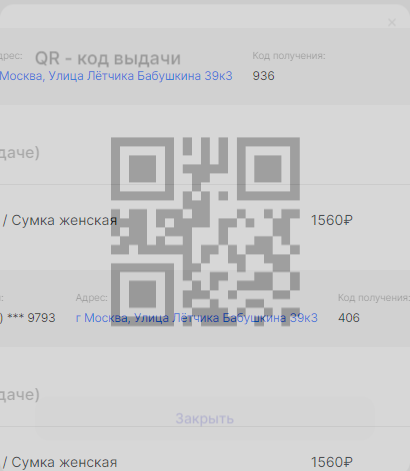 дрес: Код получения:
QR - код выдачи
Москва, Улица Лётчика Бабушкина 39к3 936
даче)
/ Сумка женская 1560₽
: Адрес: Код получения:
) *** 9793 г Москва, Улица Лётчика Бабушкина 39к3 406
даче)
Закрыть
/ Сумка женская 1560₽